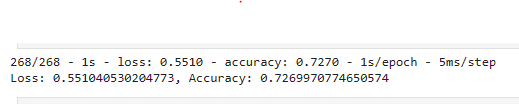 268/268 - 1s - loss: 0.5510 - accuracy: 0.7270 - 1s/epoch - 5ms/step
Loss: 0.551040530204773, Accuracy: 0.7269970774650574